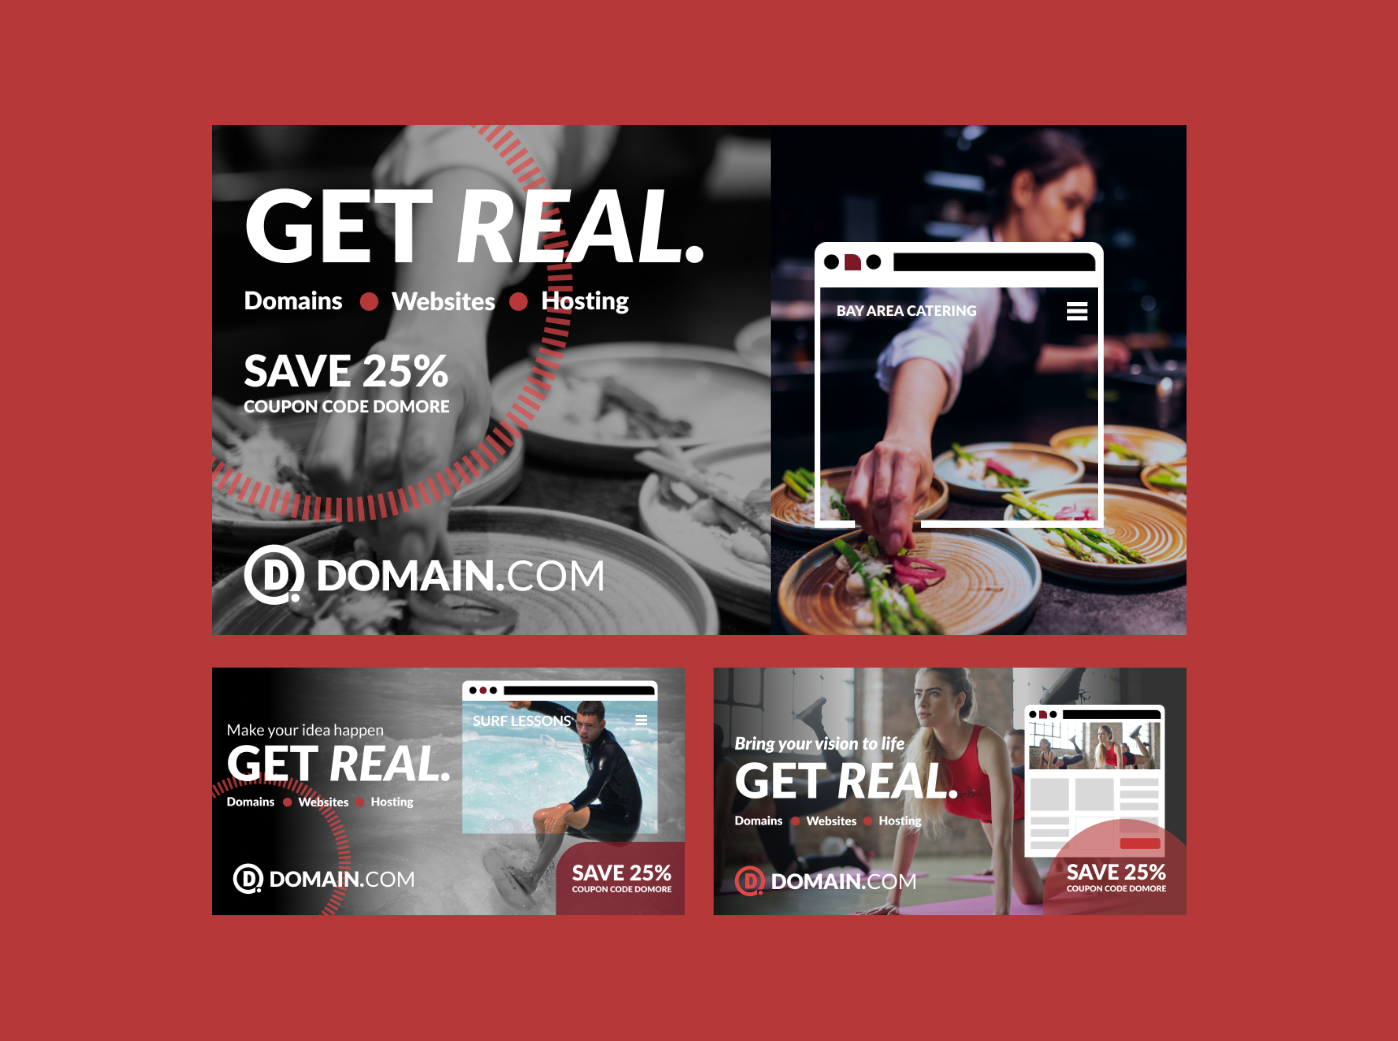 GET REAL.
Domains Websites Hosting
SAVE 25%
COUPON CODE DOMORE
D DOMAIN.COM
BAY AREA CATERING
Make your idea happen
GET REAL.
Domains Websites Hosting
D DOMAIN.COM
SURF LESSONS
SAVE 25%
COUPON CODE DOMORE
Bring your vision to life
GET REAL.
Domains Websites Hosting
D DOMAIN.COM
SAVE 25%
COUPON CODE DOMORE